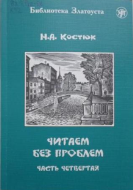 Библиотека Златоуста
Н.А. Костюк
ЧИТАЕМ
БЕЗ ПРОБЛЕМ
ЧАСТЬ ЧЕТВЕРТАЯ